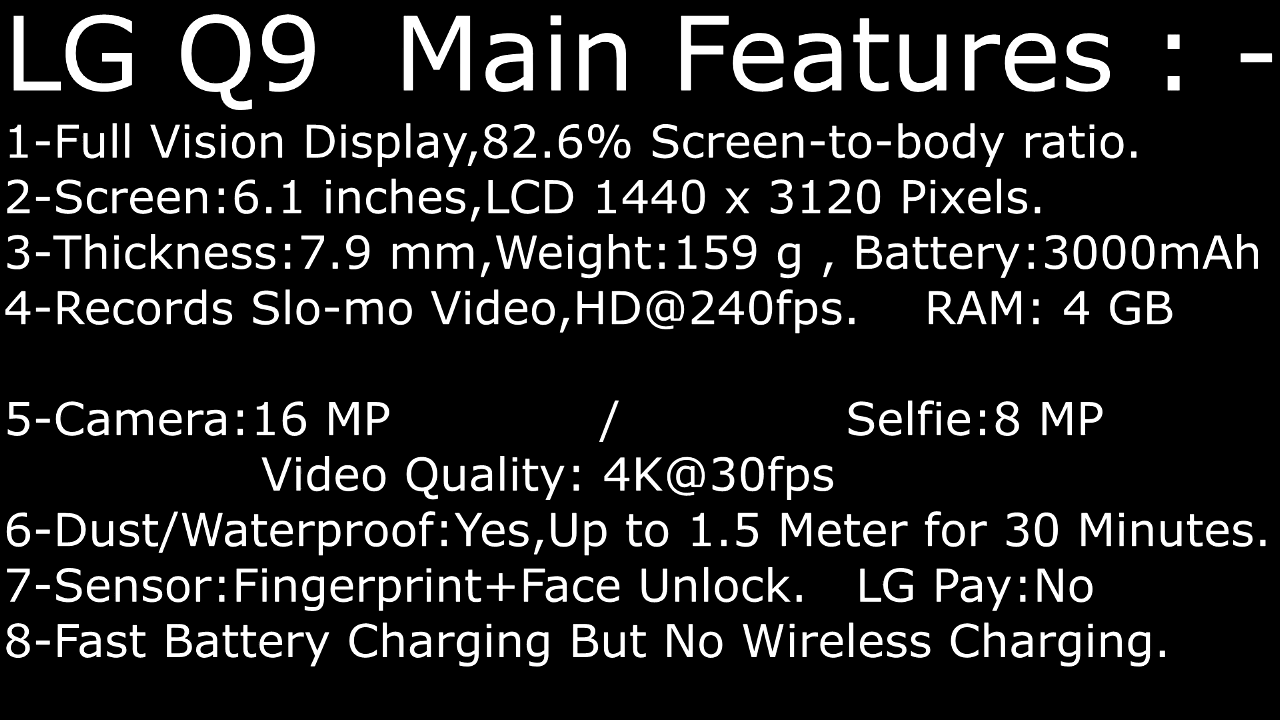 LG Q9  Main Features : -
1-Full Vision Display,82.6% Screen-to-body ratio.
2-Screen:6.1 inches,LCD 1440 x 3120 Pixels.
3-Thickness:7.9 mm,Weight:159 g , Battery:3000mAh
4-Records Slo-mo Video,HD@240fps.    RAM: 4 GB
5-Camera:16 MP             /              Selfie:8 MP
Video Quality: 4K@30fps
6-Dust/Waterproof:Yes,Up to 1.5 Meter for 30 Minutes.
7-Sensor:Fingerprint+Face Unlock.   LG Pay:No
8-Fast Battery Charging But No Wireless Charging.